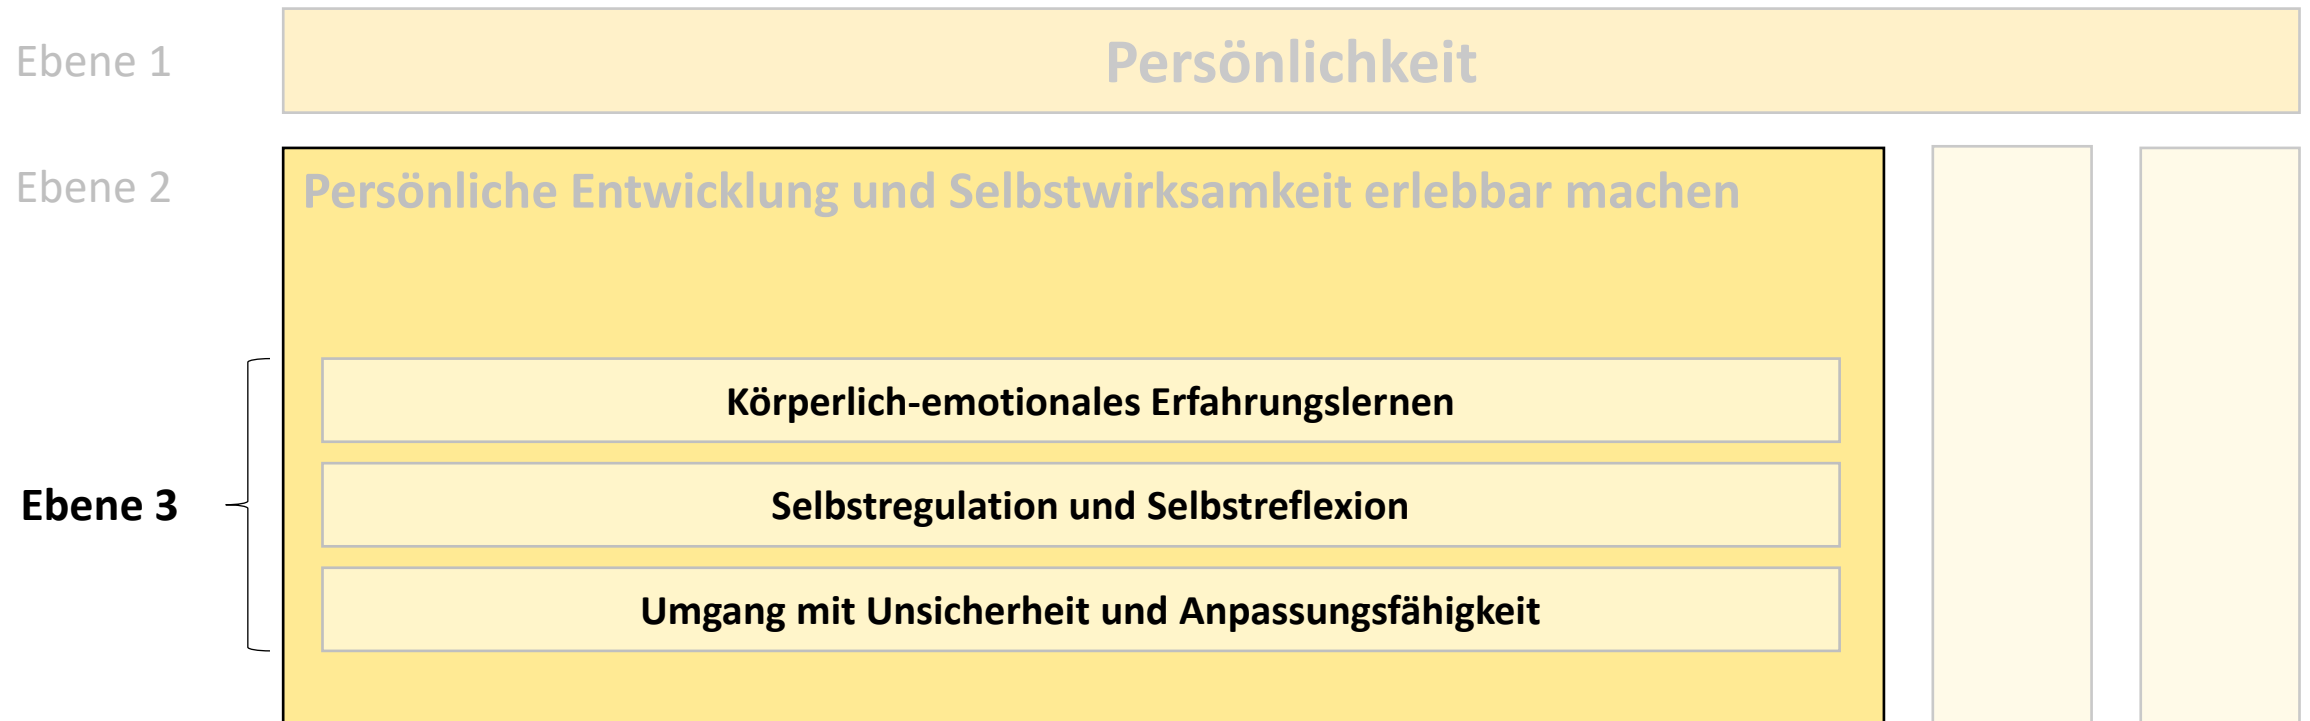 Ebene 1
Persönlichkeit
Ebene 2
Persönliche Entwicklung und Selbstwirksamkeit erlebbar machen
Körperlich-emotionales Erfahrungslernen
Ebene 3
Selbstregulation und Selbstreflexion
Umgang mit Unsicherheit und Anpassungsfähigkeit